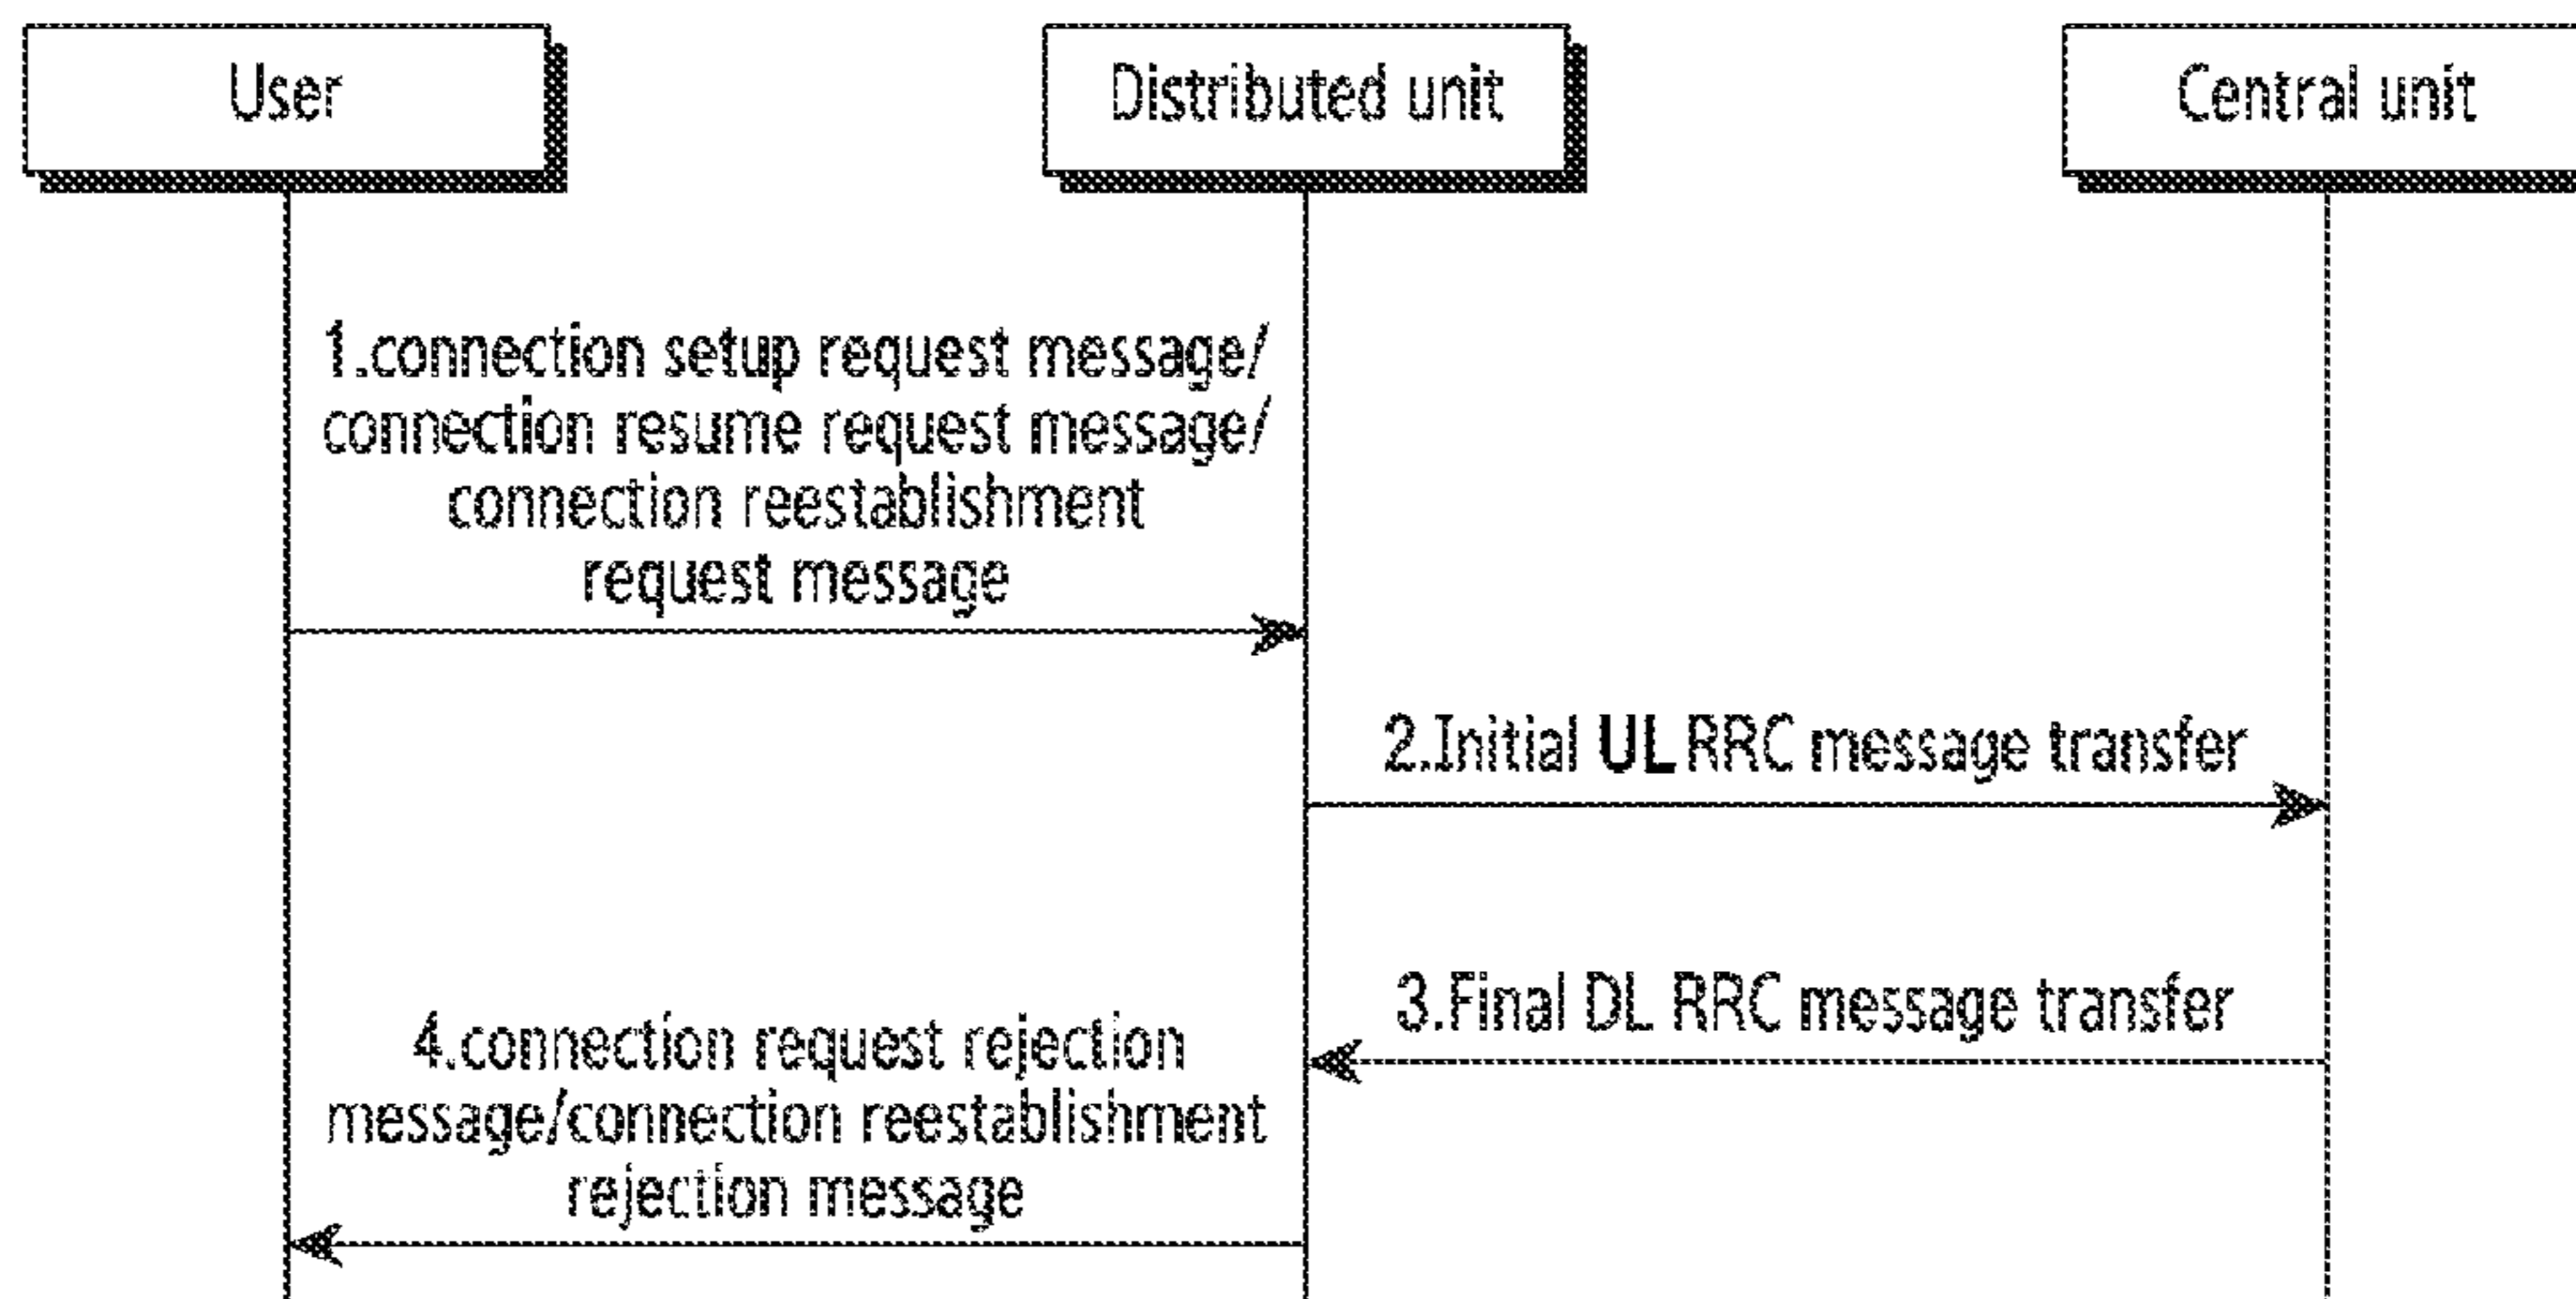 User
Distributed unit
Central unit
1.connection setup request message/
connection resume request message/
connection reestablishment
request message
2.Initial UL RRC message transfer
3.Final DL RRC message transfer
4.connection request rejection
message/connection reestablishment
rejection message